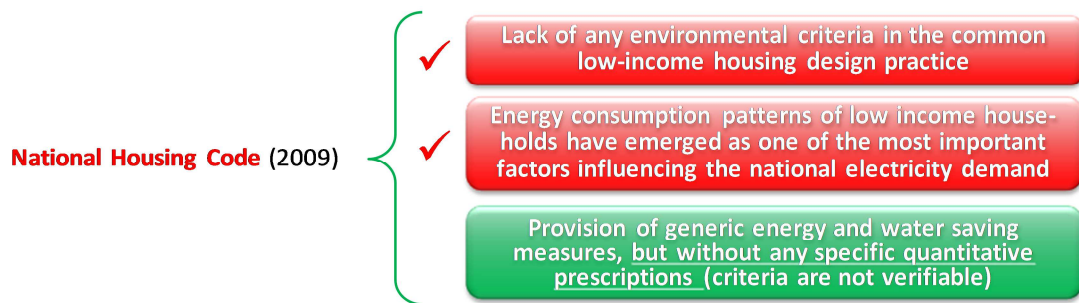 Lack of any environmental criteria in the common
low-income housing design practice
Energy consumption patterns of low income house-
holds have emerged as one of the most important
factors influencing the national electricity demand
National Housing Code (2009)
Provision of generic energy and water saving
measures, but without any specific quantitative
prescriptions (criteria are not verifiable)